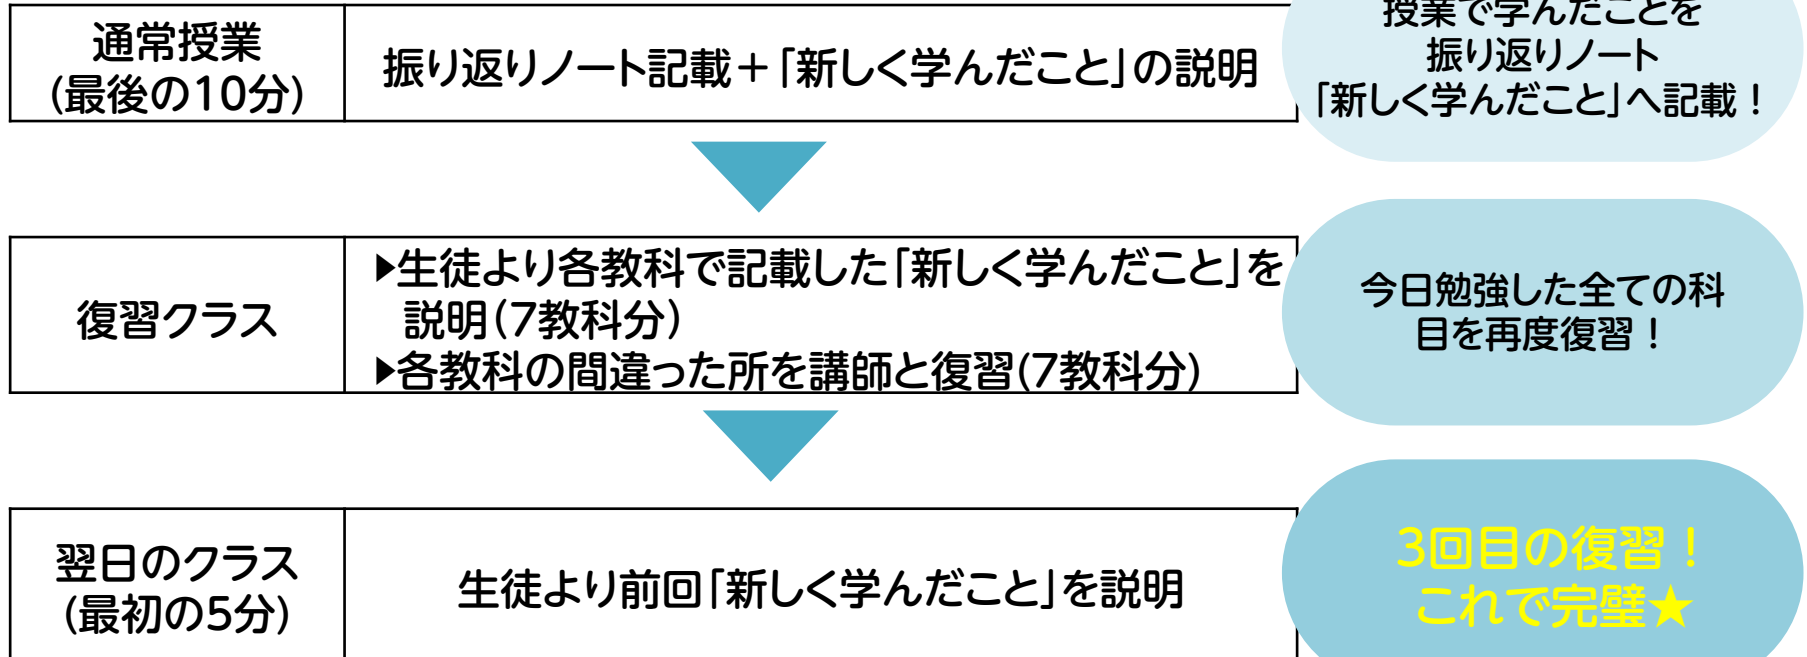 通常授業
(最後の10分)
振り返りノート記載＋「新しく学んだこと」の説明
授業で学んだことを
振り返りノート
「新しく学んだこと」へ記載！
復習クラス
▶生徒より各教科で記載した「新しく学んだこと」を
説明(7教科分)
▶各教科の間違った所を講師と復習(7教科分)
今日勉強した全ての科
目を再度復習！
翌日のクラス
(最初の5分)
生徒より前回「新しく学んだこと」を説明
3回目の復習！
これで完璧★